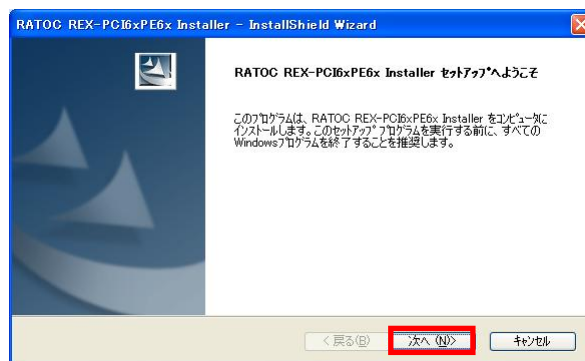 RATOC REX-PCI6xPE6x Installer - InstallShield Wizard
RATOC REX-PCI6xPE6x Installer セットアップへようこそ
このプログラムは、RATOC REX-PCI6xPE6x Installer をコンピュータに
インストールします。このセットアップ プログラムを実行する前に、すべての
Windowsプログラムを終了することを推奨します。
< 戻る(B)
次へ (N)>
キャンセル